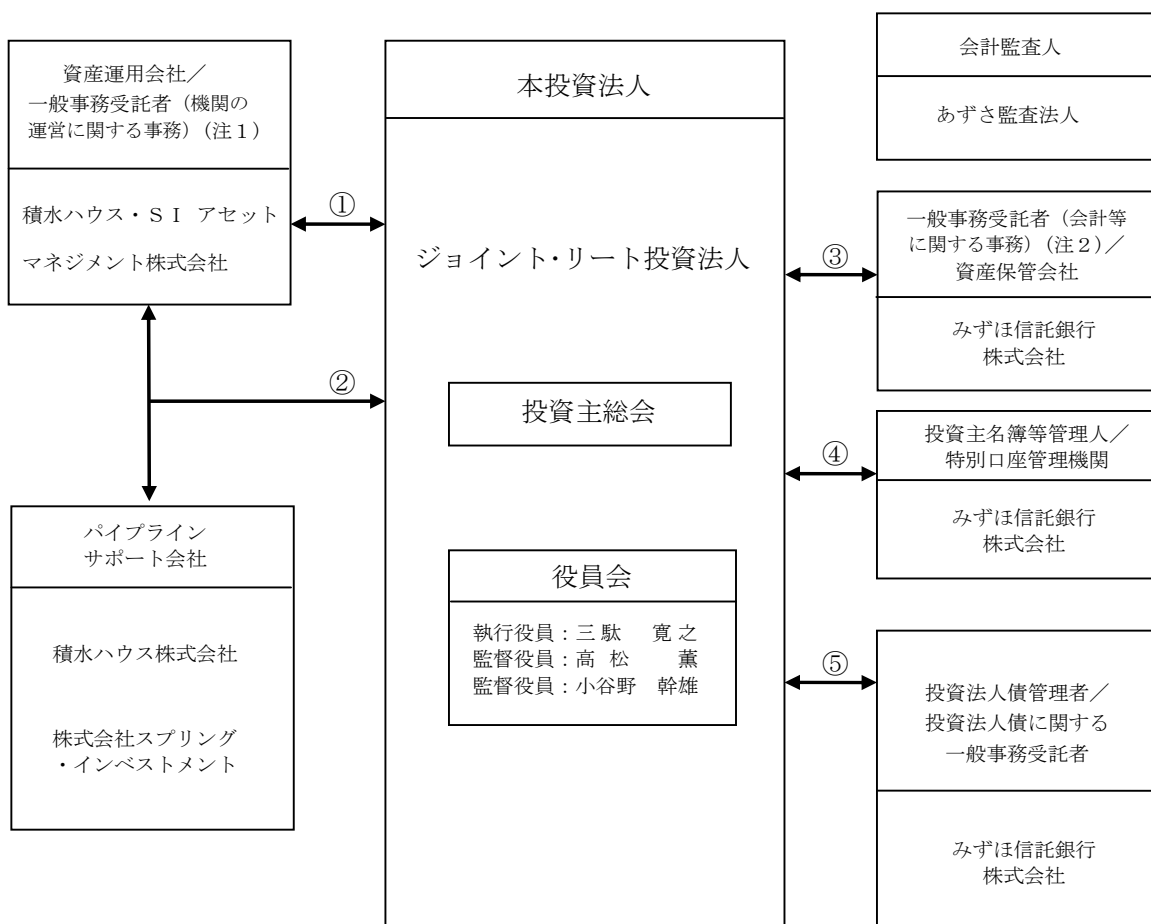 資産運用会社／
一般事務受託者（機関の
運営に関する事務）（注１）
積水ハウス・ＳＩ アセット
マネジメント株式会社
①
②
パイプライン
サポート会社
積水ハウス株式会社
株式会社スプリング
・インベストメント
本投資法人
ジョイント・リート投資法人
投資主総会
役員会
執行役員：三駄 寛之
監督役員：高松 薫
監督役員：小谷野 幹雄
会計監査人
あずさ監査法人
③
一般事務受託者（会計等
に関する事務）（注２）／
資産保管会社
みずほ信託銀行
株式会社
④
投資主名簿等管理人／
特別口座管理機関
みずほ信託銀行
株式会社
⑤
投資法人債管理者／
投資法人債に関する
一般事務受託者
みずほ信託銀行
株式会社